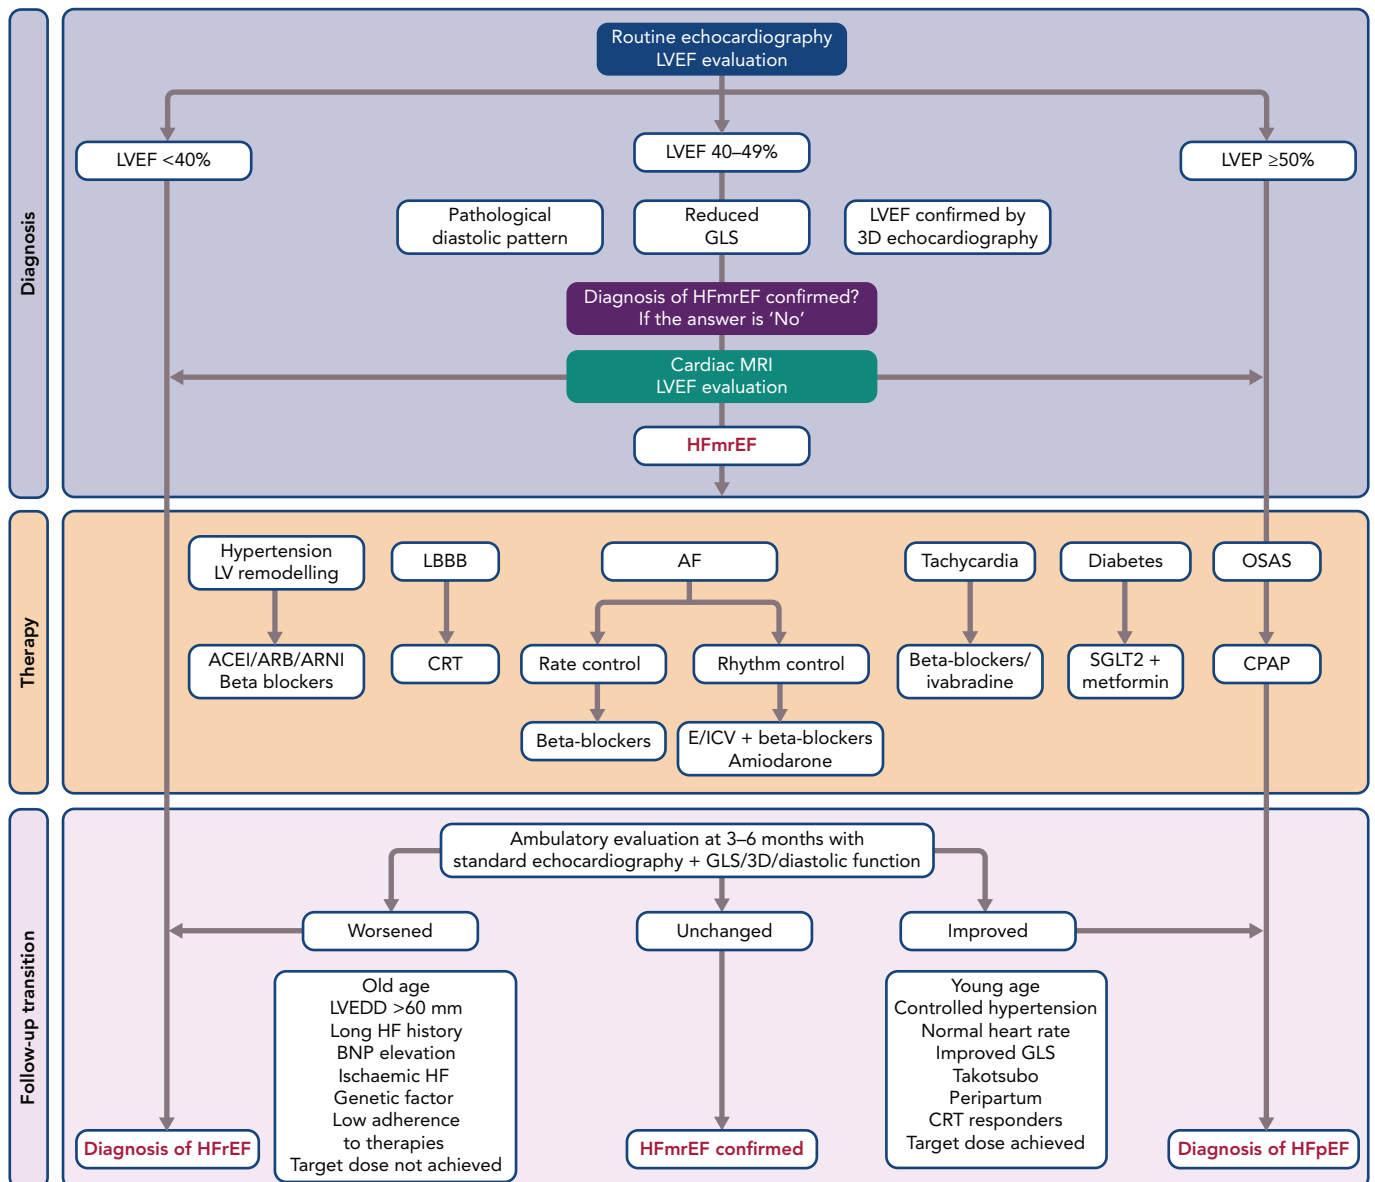 Diagnosis
Routine echocardiography
LVEF evaluation
LVEF <40%
LVEF 40–49%
LVEP ≥50%
Pathological
diastolic pattern
Reduced
GLS
LVEF confirmed by
3D echocardiography
Diagnosis of HFmrEF confirmed?
If the answer is ‘No’
Cardiac MRI
LVEF evaluation
HFmrEF
Therapy
Hypertension
LV remodelling
LBBB
AF
Tachycardia
Diabetes
OSAS
ACEI/ARB/ARNI
Beta blockers
CRT
Rate control
Rhythm control
Beta-blockers/
ivabradine
SGLT2 +
metformin
CPAP
Beta-blockers
E/ICV + beta-blockers
Amiodarone
Follow-up transition
Ambulatory evaluation at 3–6 months with
standard echocardiography + GLS/3D/diastolic function
Worsened
Unchanged
Improved
Old age
LVEDD >60 mm
Long HF history
BNP elevation
Ischaemic HF
Genetic factor
Low adherence
to therapies
Target dose not achieved
Young age
Controlled hypertension
Normal heart rate
Improved GLS
Takotsubo
Peripartum
CRT responders
Target dose achieved
Diagnosis of HFrEF
HFmrEF confirmed
Diagnosis of HFpEF